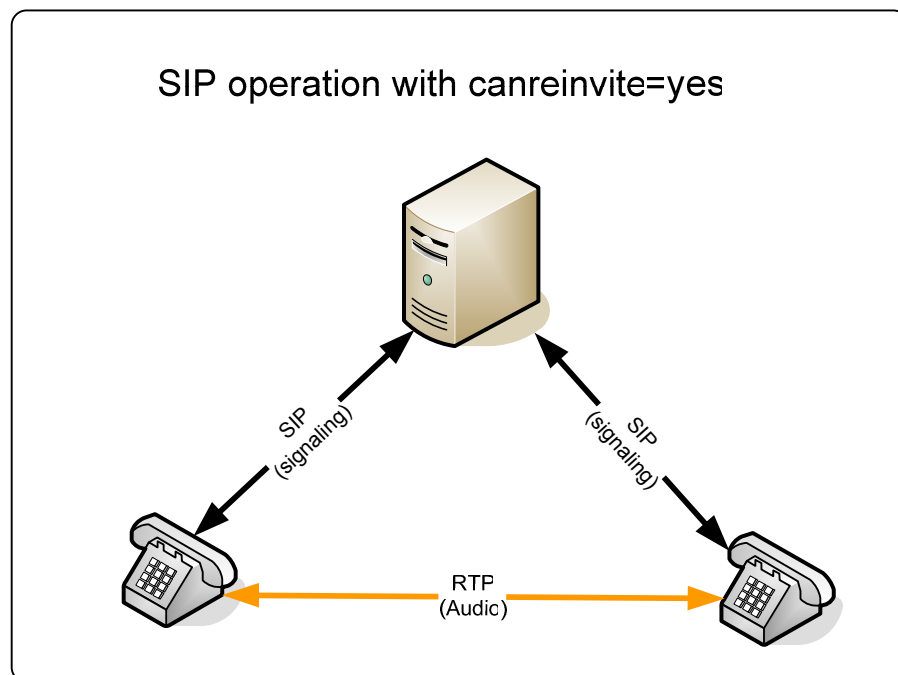 SIP operation with canreinvite=yes
SIP
(signaling)
SIP
(signaling)
RTP
(Audio)